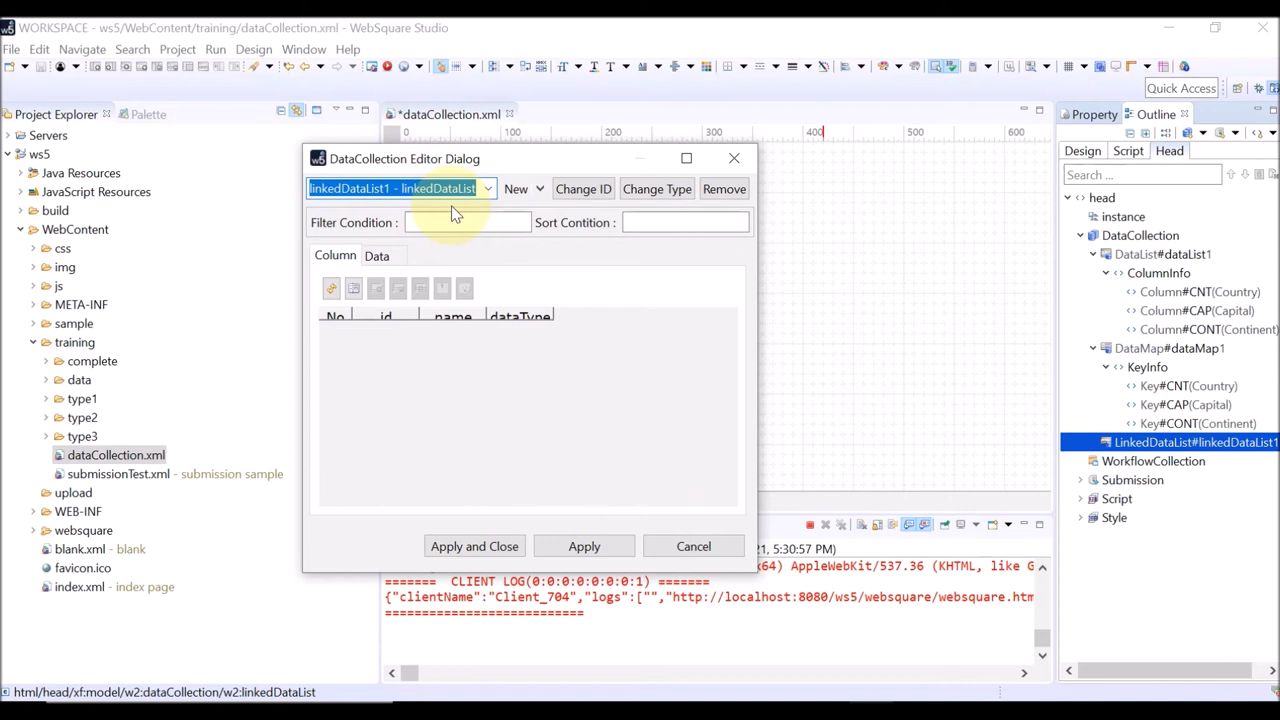 WORKSPACE - ws5/WebContent/training/dataCollection.xml - WebSquare Studio
File Edit Navigate Search Project Run Design Window Help
Quick Access
Project Explorer
Palette
*dataCollection.xml
Property
Outline
0 100 200 300 400 500 600
Servers
ws5
Java Resources
JavaScript Resources
build
WebContent
css
img
js
META-INF
sample
training
complete
data
type1
type2
type3
dataCollection.xml
submissionTest.xml - submission sample
upload
WEB-INF
websquare
blank.xml - blank
favicon.ico
index.xml - index page
DataCollection Editor Dialog
linkedDataList1 - linkedDataList
New
Change ID
Change Type
Remove
Filter Condition :
Sort Contition :
Column
Data
No id name dataType
Apply and Close
Apply
Cancel
21, 5:30:57 PM)
x64) AppleWebKit/537.36 (KHTML, like G
======= CLIENT LOG(0:0:0:0:0:0:0:1) =======
{"clientName":"Client_704","logs":["","http://localhost:8080/ws5/websquare/websquare.htm
=========================
Design Script Head
Search...
head
instance
DataCollection
DataList#dataList1
ColumnInfo
Column#CNT(Country)
Column#CAP(Capital)
Column#CONT(Continent)
DataMap#dataMap1
KeyInfo
Key#CNT(Country)
Key#CAP(Capital)
Key#CONT(Continent)
LinkedDataList#linkedDataList1
WorkflowCollection
Submission
Script
Style
html/head/xf:model/w2:dataCollection/w2:linkedDataList